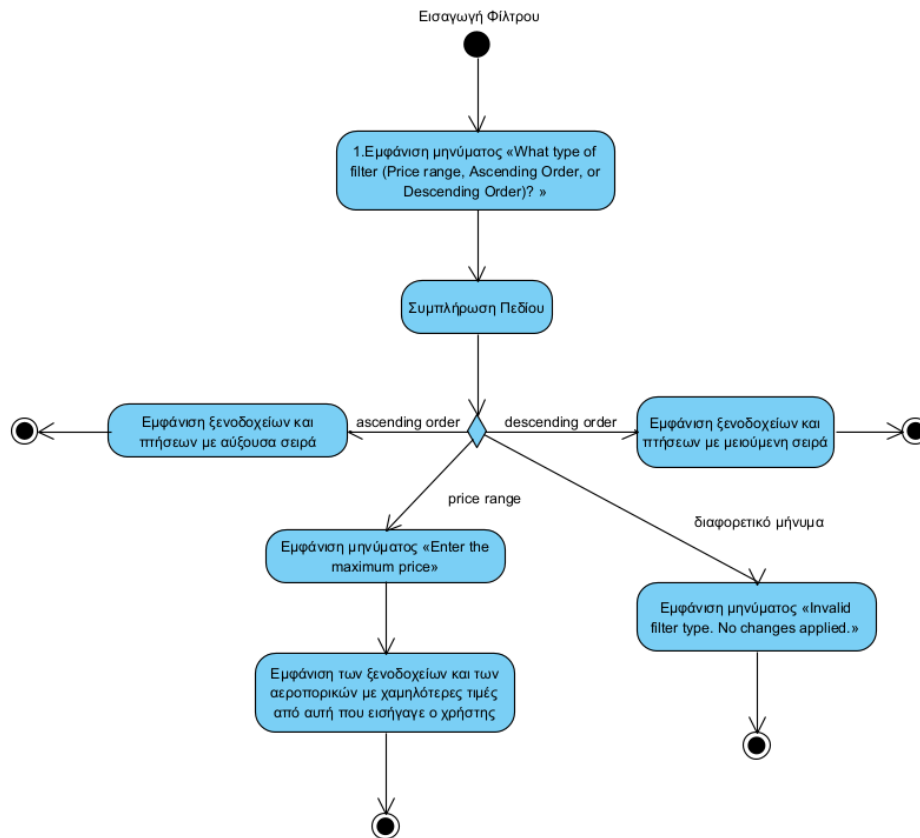 Εισαγωγή Φίλτρου
1.Εμφάνιση μηνύματος «What type of
filter (Price range, Ascending Order, or
Descending Order)? »
Συμπλήρωση Πεδίου
Εμφάνιση ξενοδοχείων και
πτήσεων με αύξουσα σειρά
ascending order
descending order
Εμφάνιση ξενοδοχείων και
πτήσεων με μειούμενη σειρά
price range
διαφορετικό μήνυμα
Εμφάνιση μηνύματος «Enter the
maximum price»
Εμφάνιση μηνύματος «Invalid
filter type. No changes applied.»
Εμφάνιση των ξενοδοχείων και των
αεροπορικών με χαμηλότερες τιμές
από αυτή που εισήγαγε ο χρήστης